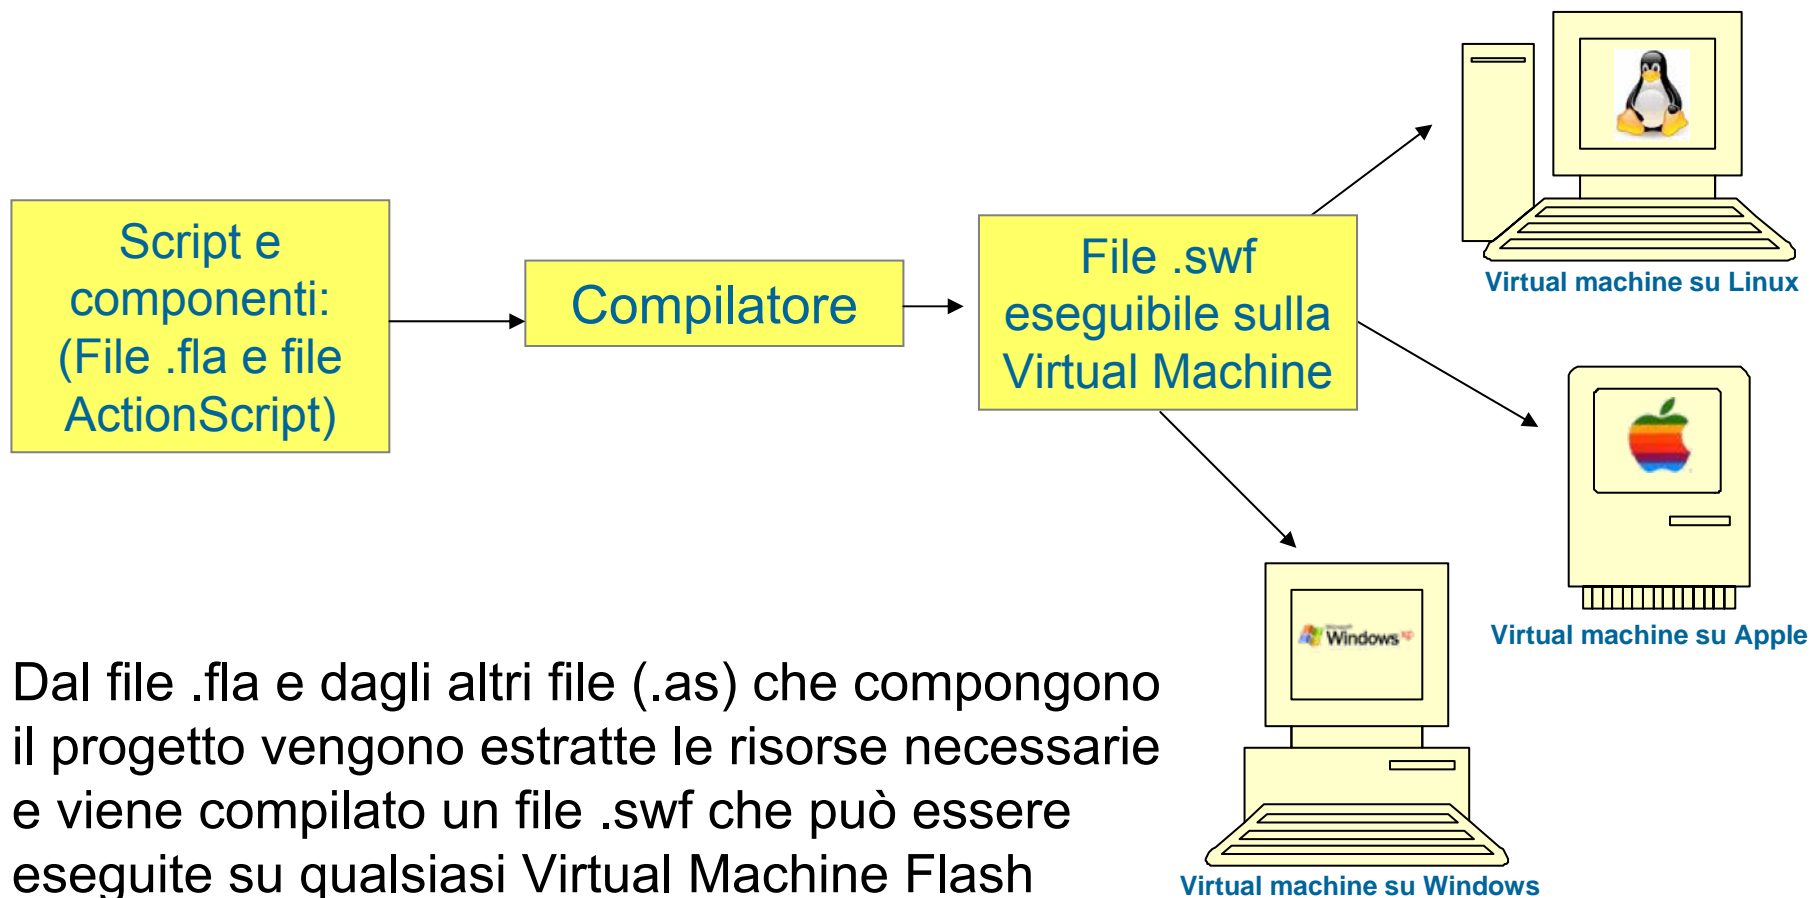 Script e
componenti:
(File .fla e file
ActionScript)
Compilatore
File .swf
eseguibile sulla
Virtual Machine
Virtual machine su Linux
Virtual machine su Apple
Windows xp
Virtual machine su Windows
Dal file .fla e dagli altri file (.as) che compongono
il progetto vengono estratte le risorse necessarie
e viene compilato un file .swf che può essere
eseguite su qualsiasi Virtual Machine Flash